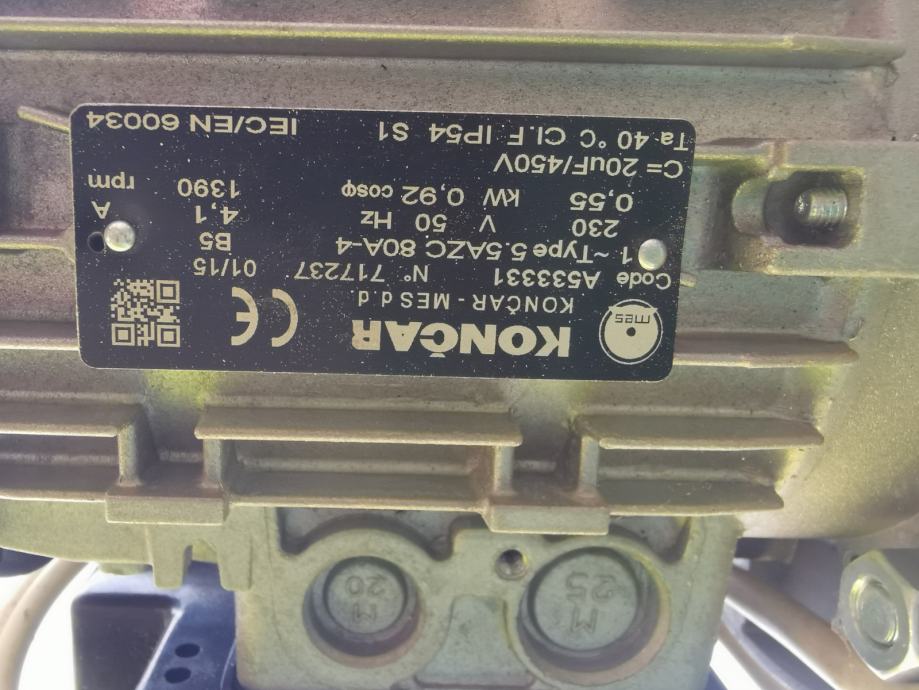 mes
KONČAR
KONČAR - MES d.d.
CE
Code A533331 N° 717237 01/15
1 ~Type 5.5AZC 80A-4 B5
230 V 50 Hz 4,1 A
0,55 kW 0,92 cosφ 1390 rpm
C= 20uF/450V
Ta 40 °C Cl.F IP54 S1 IEC/EN 60034
M 25
M 20